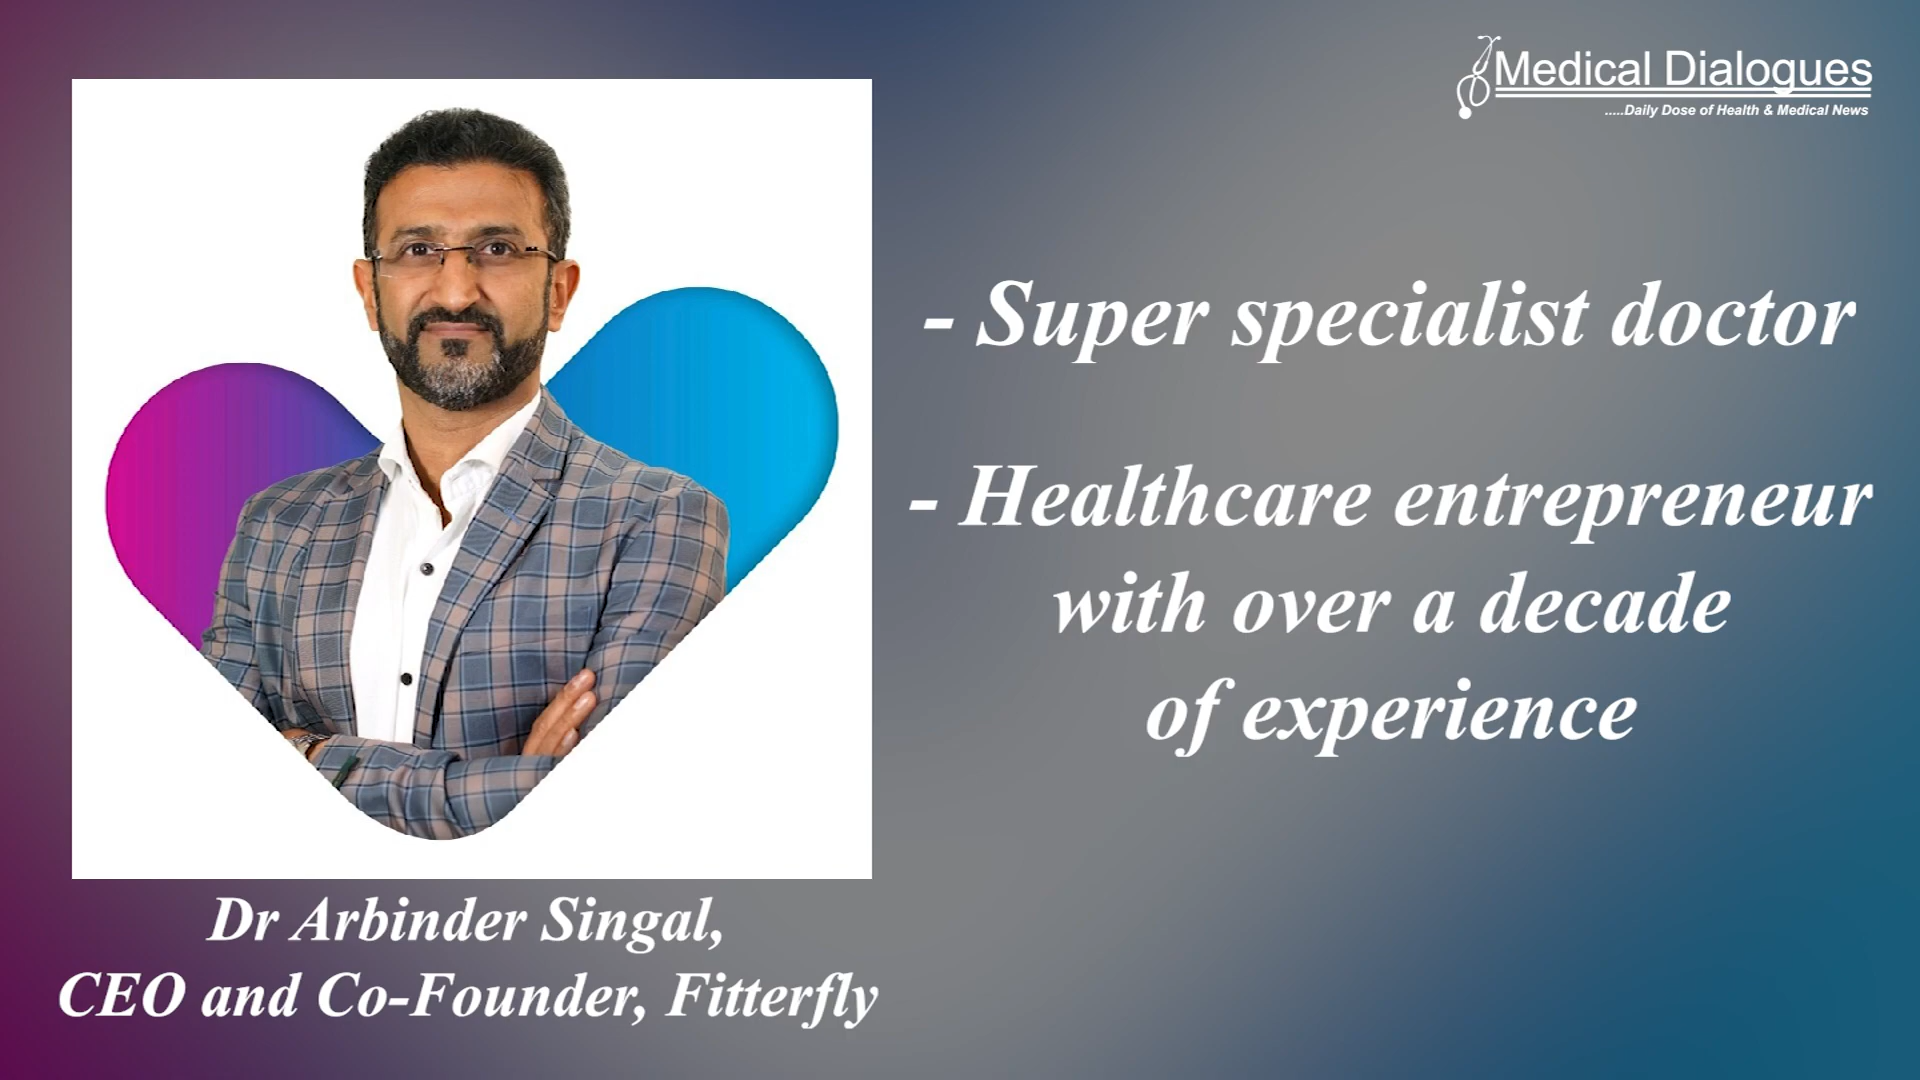 Medical Dialogues
.....Daily Dose of Health & Medical News
- Super specialist doctor
- Healthcare entrepreneur
with over a decade
of experience
Dr Arbinder Singal,
CEO and Co-Founder, Fitterfly